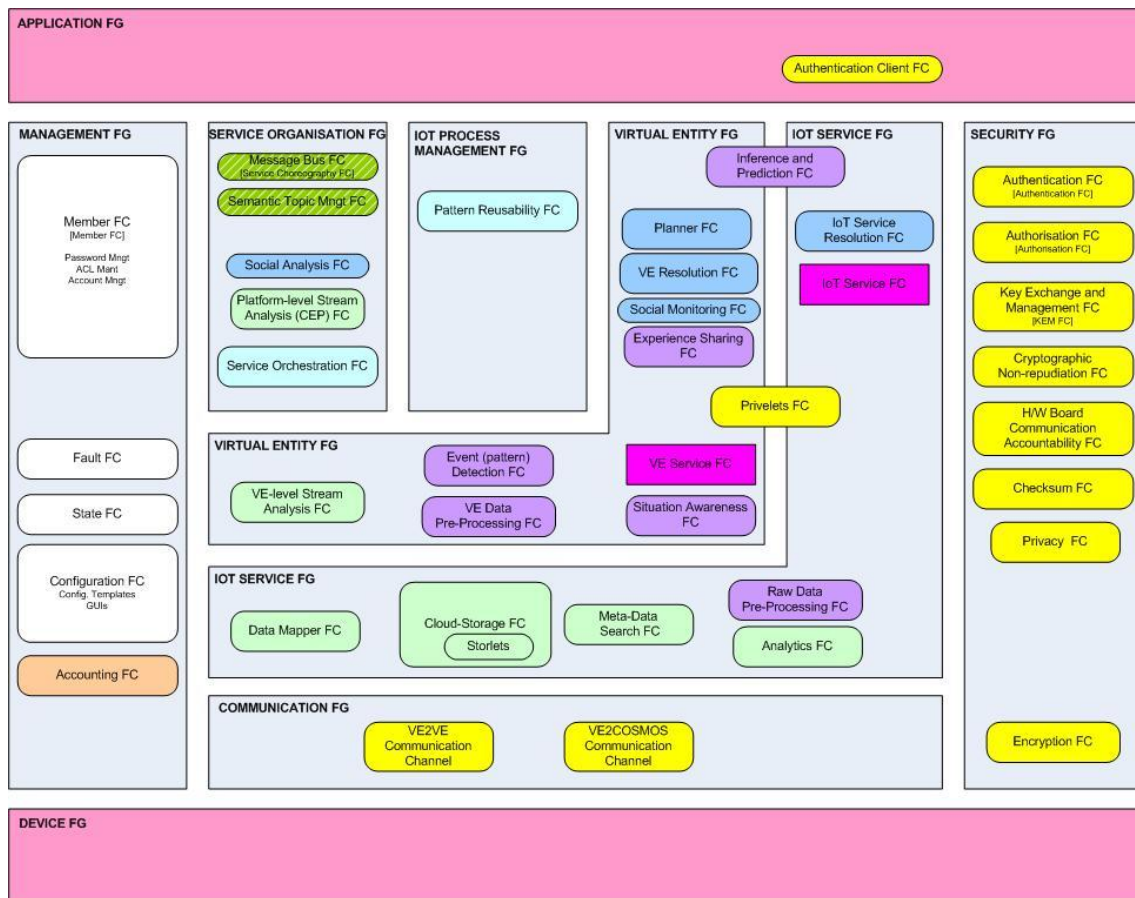 APPLICATION FG
Authentication Client FC
MANAGEMENT FG
Member FC
[Member FC]
Password Mngt
ACL Mant
Account Mngt
Fault FC
State FC
Configuration FC
Config. Templates
GUIs
Accounting FC
SERVICE ORGANISATION FG
Message Bus FC
[Service Choreography FC]
Semantic Topic Mngt FC
Social Analysis FC
Platform-level Stream
Analysis (CEP) FC
Service Orchestration FC
IOT PROCESS
MANAGEMENT FG
Pattern Reusability FC
VIRTUAL ENTITY FG
Inference and
Prediction FC
Planner FC
VE Resolution FC
Social Monitoring FC
Experience Sharing
FC
Privelets FC
IOT SERVICE FG
IoT Service
Resolution FC
IoT Service FC
VIRTUAL ENTITY FG
VE-level Stream
Analysis FC
Event (pattern)
Detection FC
VE Data
Pre-Processing FC
VE Service FC
Situation Awareness
FC
IOT SERVICE FG
Data Mapper FC
Cloud-Storage FC
Storlets
Meta-Data
Search FC
Raw Data
Pre-Processing FC
Analytics FC
COMMUNICATION FG
VE2VE
Communication
Channel
VE2COSMOS
Communication
Channel
SECURITY FG
Authentication FC
[Authentication FC]
Authorisation FC
[Authorisation FC]
Key Exchange and
Management FC
[KEM FC]
Cryptographic
Non-repudiation FC
H/W Board
Communication
Accountability FC
Checksum FC
Privacy FC
Encryption FC
DEVICE FG